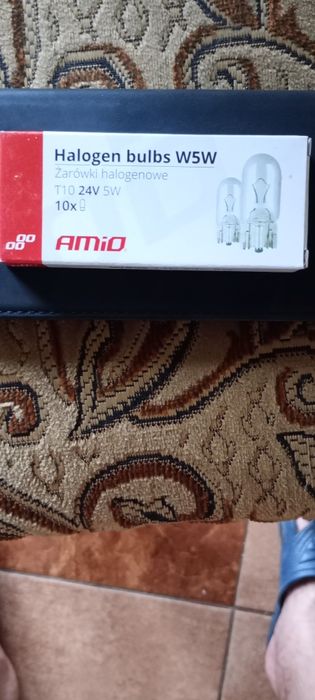 Halogen bulbs W5W
Żarówki halogenowe
T10 24V 5W
10x
AMiO